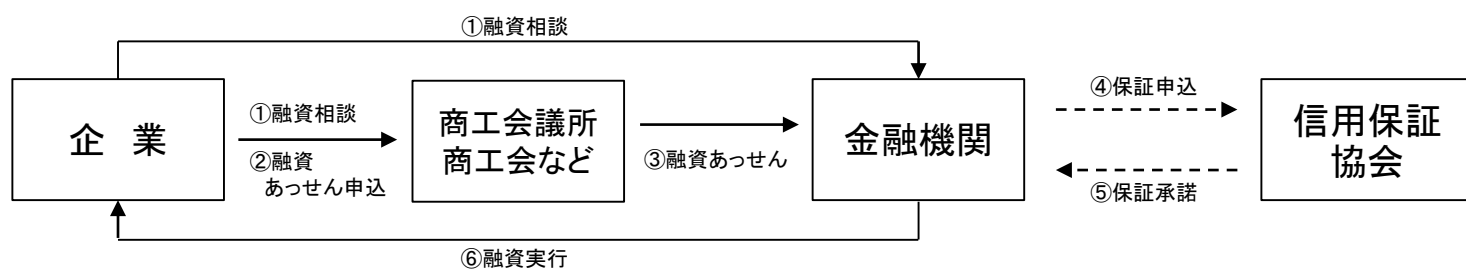 ①融資相談
企　業
①融資相談
②融資
あっせん申込
商工会議所
商工会など
③融資あっせん
金融機関
④保証申込
⑤保証承諾
信用保証
協会
⑥融資実行